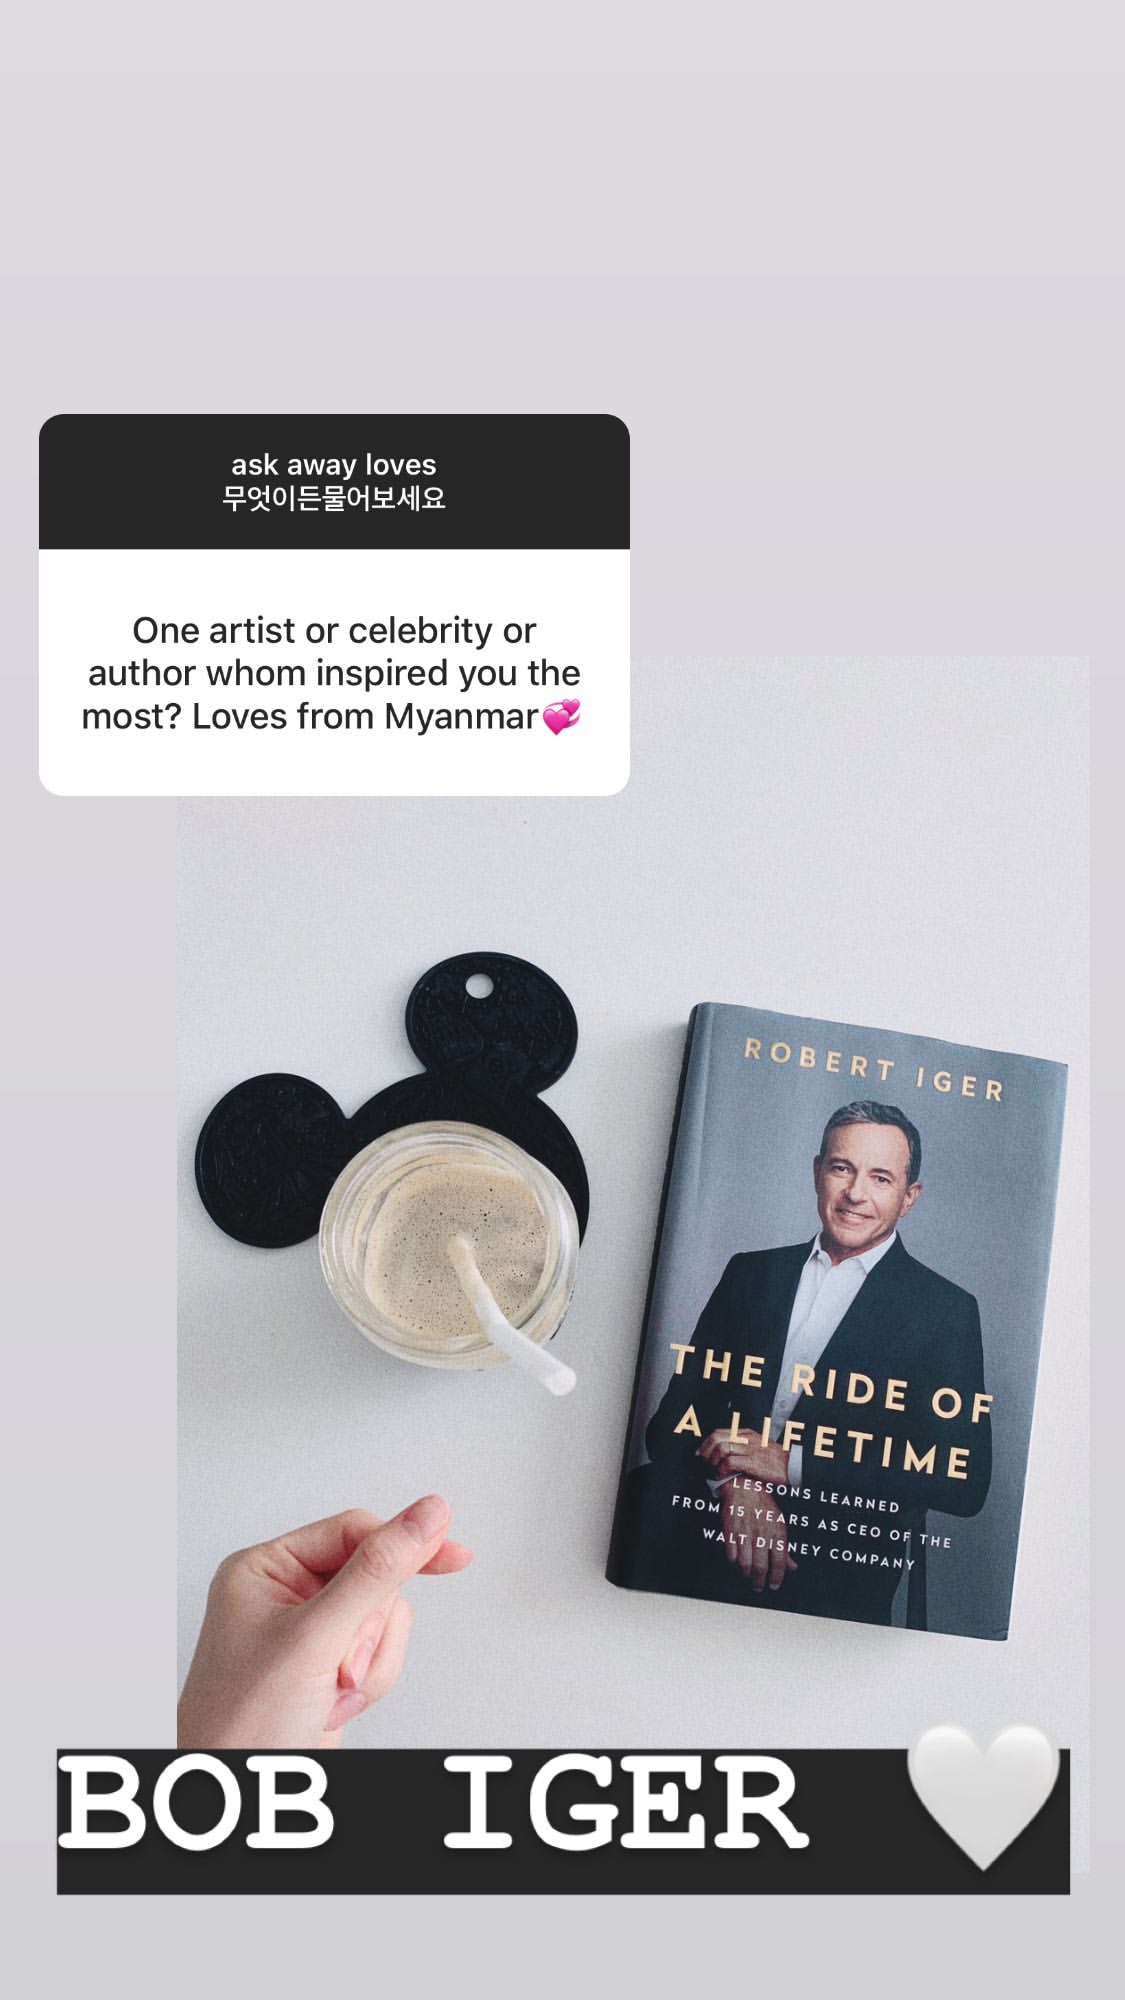 ask away loves
무엇이든물어보세요
One artist or celebrity or
author whom inspired you the
most? Loves from Myanmar💞
ROBERT IGER
THE RIDE OF
A LIFETIME
LESSONS LEARNED
FROM 15 YEARS AS CEO OF THE
WALT DISNEY COMPANY
BOB IGER 🤍